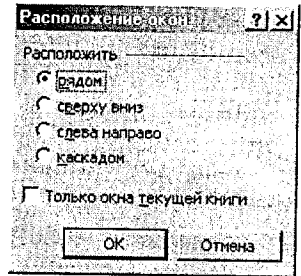 Расположение окон
Расположить
рядом
сверху вниз
слева направо
каскадом
Только окна текущей книги
ОК
Отмена